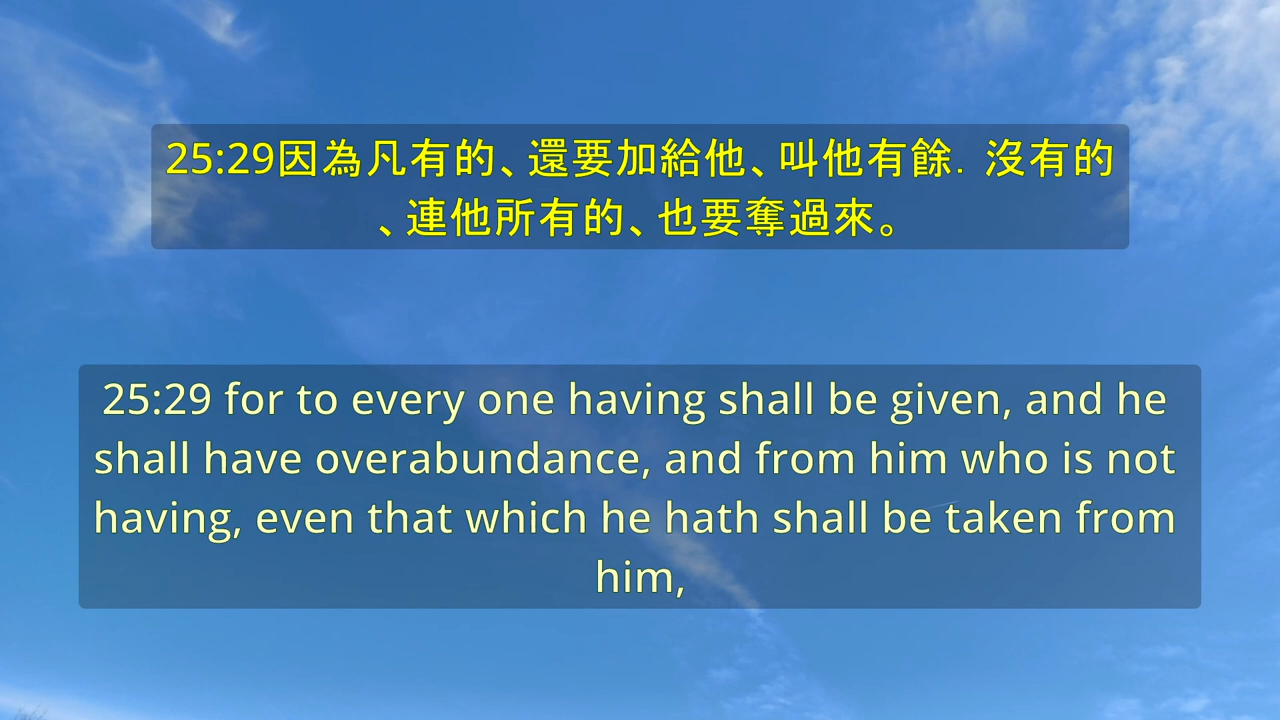 25:29因為凡有的、還要加給他、叫他有餘．沒有的
、連他所有的、也要奪過來。
25:29 for to every one having shall be given, and he
shall have overabundance, and from him who is not
having, even that which he hath shall be taken from
him,